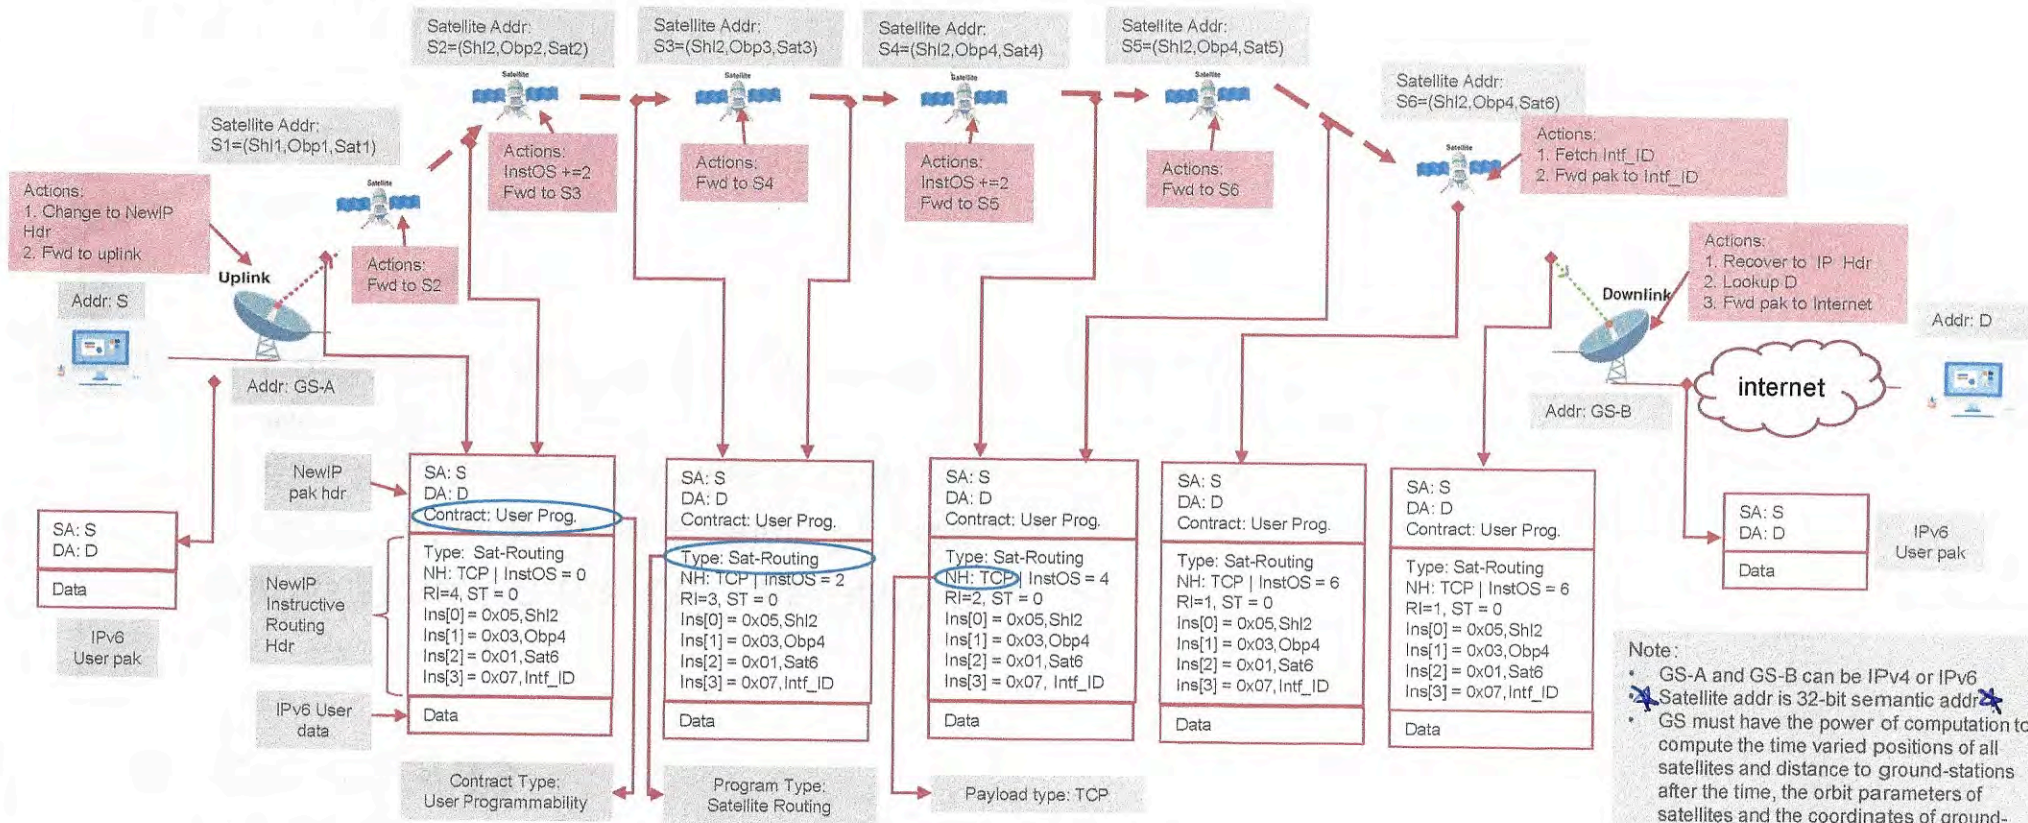 Satellite Addr:
S2=(Shl2,Obp2,Sat2)
Satellite Addr:
S3=(Shl2,Obp3,Sat3)
Satellite Addr:
S4=(Shl2,Obp4,Sat4)
Satellite Addr:
S5=(Shl2,Obp4,Sat5)
Satellite Addr:
S6=(Shl2,Obp4,Sat6)
Satellite Addr:
S1=(Shl1,Obp1,Sat1)
Satellite
Satellite
Satellite
Satellite
Satellite
Satellite
Actions:
1. Change to NewIP
Hdr
2. Fwd to uplink
Actions:
Fwd to S2
Actions:
InstOS +=2
Fwd to S3
Actions:
Fwd to S4
Actions:
InstOS +=2
Fwd to S5
Actions:
Fwd to S6
Actions:
1. Fetch Intf_ID
2. Fwd pak to Intf_ID
Actions:
1. Recover to IP Hdr
2. Lookup D
3. Fwd pak to Internet
Uplink
Downlink
Addr: S
Addr: GS-A
Addr: GS-B
internet
Addr: D
SA: S
DA: D
Data
IPv6
User pak
NewIP
pak hdr
NewIP
Instructive
Routing
Hdr
IPv6 User
data
SA: S
DA: D
Contract: User Prog.
Type: Sat-Routing
NH: TCP | InstOS = 0
RI=4, ST = 0
Ins[0] = 0x05,Shl2
Ins[1] = 0x03,Obp4
Ins[2] = 0x01,Sat6
Ins[3] = 0x07,Intf_ID
Data
SA: S
DA: D
Contract: User Prog.
Type: Sat-Routing
NH: TCP | InstOS = 2
RI=3, ST = 0
Ins[0] = 0x05,Shl2
Ins[1] = 0x03,Obp4
Ins[2] = 0x01,Sat6
Ins[3] = 0x07,Intf_ID
Data
SA: S
DA: D
Contract: User Prog.
Type: Sat-Routing
NH: TCP | InstOS = 4
RI=2, ST = 0
Ins[0] = 0x05,Shl2
Ins[1] = 0x03,Obp4
Ins[2] = 0x01,Sat6
Ins[3] = 0x07, Intf_ID
Data
SA: S
DA: D
Contract: User Prog.
Type: Sat-Routing
NH: TCP | InstOS = 6
RI=1, ST = 0
Ins[0] = 0x05,Shl2
Ins[1] = 0x03,Obp4
Ins[2] = 0x01,Sat6
Ins[3] = 0x07,Intf_ID
Data
SA: S
DA: D
Contract: User Prog.
Type: Sat-Routing
NH: TCP | InstOS = 6
RI=1, ST = 0
Ins[0] = 0x05,Shl2
Ins[1] = 0x03,Obp4
Ins[2] = 0x01,Sat6
Ins[3] = 0x07,Intf_ID
Data
SA: S
DA: D
Data
IPv6
User pak
Contract Type:
User Programmability
Program Type:
Satellite Routing
Payload type: TCP
Note:
• GS-A and GS-B can be IPv4 or IPv6
• Satellite addr is 32-bit semantic addr
• GS must have the power of computation to
compute the time varied positions of all
satellites and distance to ground-stations
after the time, the orbit parameters of
satellites and the coordinates of ground-